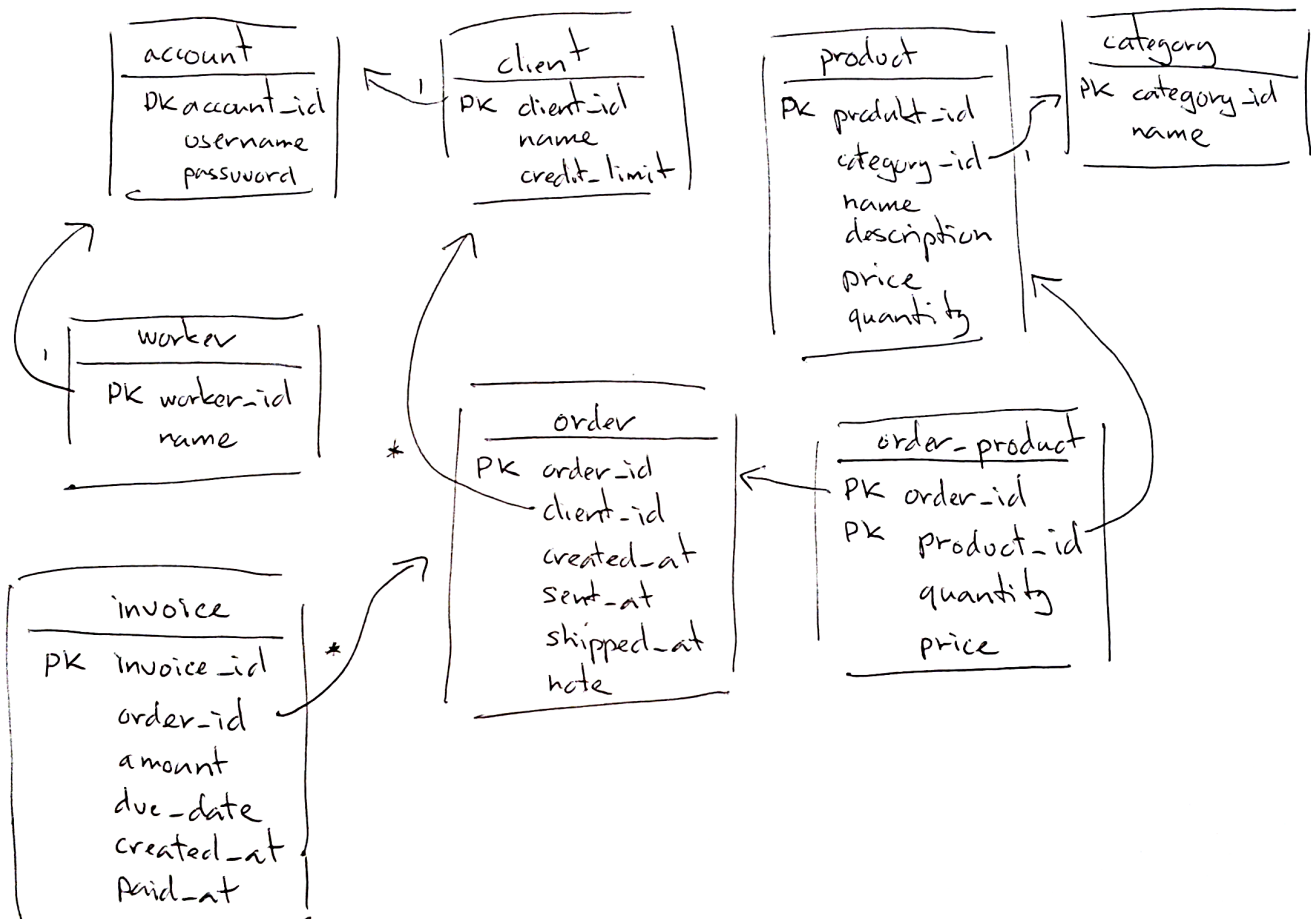 account
PK account_id
username
password
client
PK client_id
name
credit_limit
product
PK produkt_id
category_id
name
description
price
quantity
category
PK category_id
name
1
1
1
worker
PK worker_id
name
order
PK order_id
client_id
created_at
sent_at
shipped_at
note
*
order_product
PK order_id
PK product_id
quantity
price
invoice
PK invoice_id
order_id
amount
due_date
created_at
paid_at
*